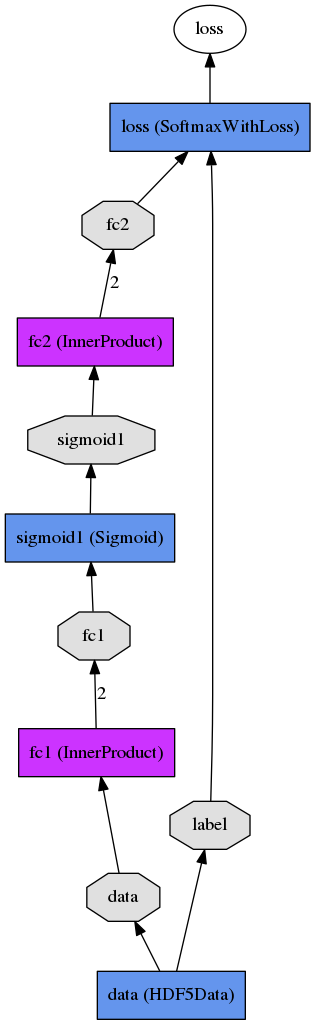 loss
loss (SoftmaxWithLoss)
fc2
2
fc2 (InnerProduct)
sigmoid1
sigmoid1 (Sigmoid)
fc1
2
fc1 (InnerProduct)
label
data
data (HDF5Data)